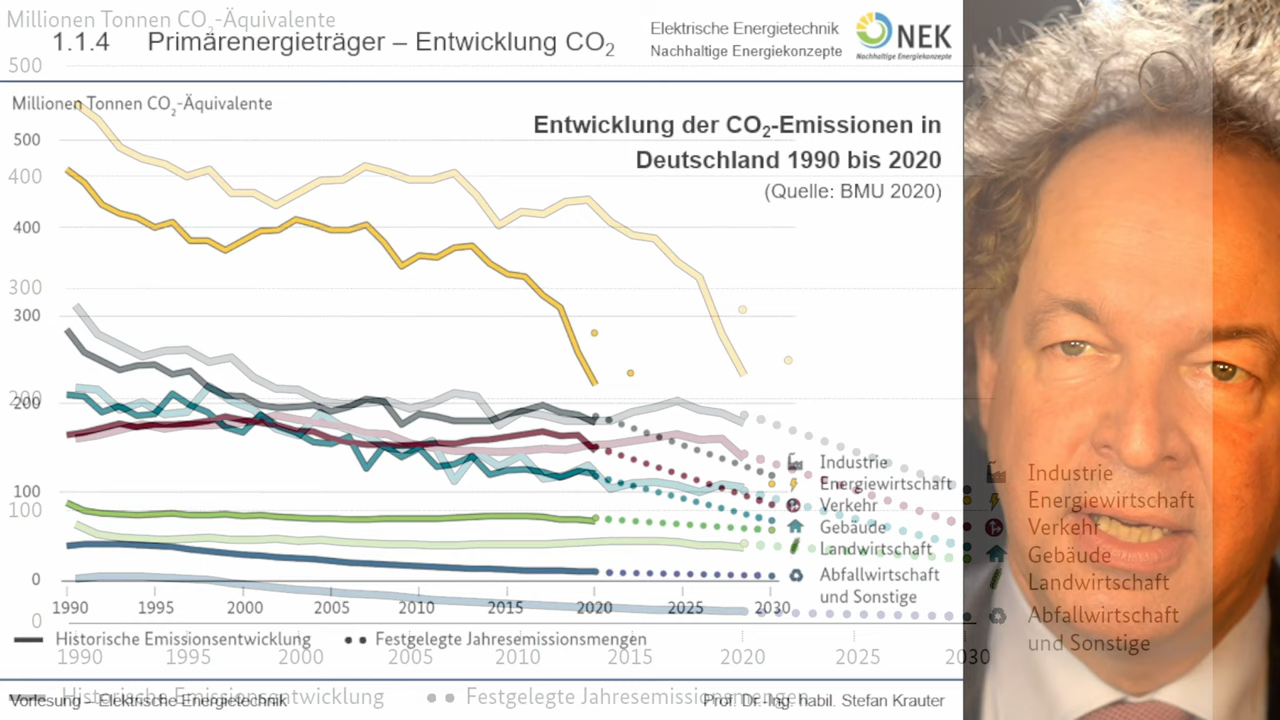 Millionen Tonnen CO₂-Äquivalente
1.1.4 Primärenergieträger – Entwicklung CO₂
Elektrische Energietechnik
Nachhaltige Energiekonzepte
NEK
Nachhaltige Energiekonzepte
500
Millionen Tonnen CO₂-Äquivalente
Entwicklung der CO₂-Emissionen in
Deutschland 1990 bis 2020
(Quelle: BMU 2020)
500
400
400
300
300
200
200
100
100
0
0
Industrie
Energiewirtschaft
Verkehr
Gebäude
Landwirtschaft
Abfallwirtschaft
und Sonstige
Industrie
Energiewirtschaft
Verkehr
Gebäude
Landwirtschaft
Abfallwirtschaft
und Sonstige
1990 1995 2000 2005 2010 2015 2020 2025 2030
Historische Emissionsentwicklung Festgelegte Jahresemissionsmengen
1990 1995 2000 2005 2010 2015 2020 2025 2030
Historische Emissionsentwicklung Festgelegte Jahresemissionsmengen
Vorlesung – Elektrische Energietechnik Prof. Dr.-Ing. habil. Stefan Krauter